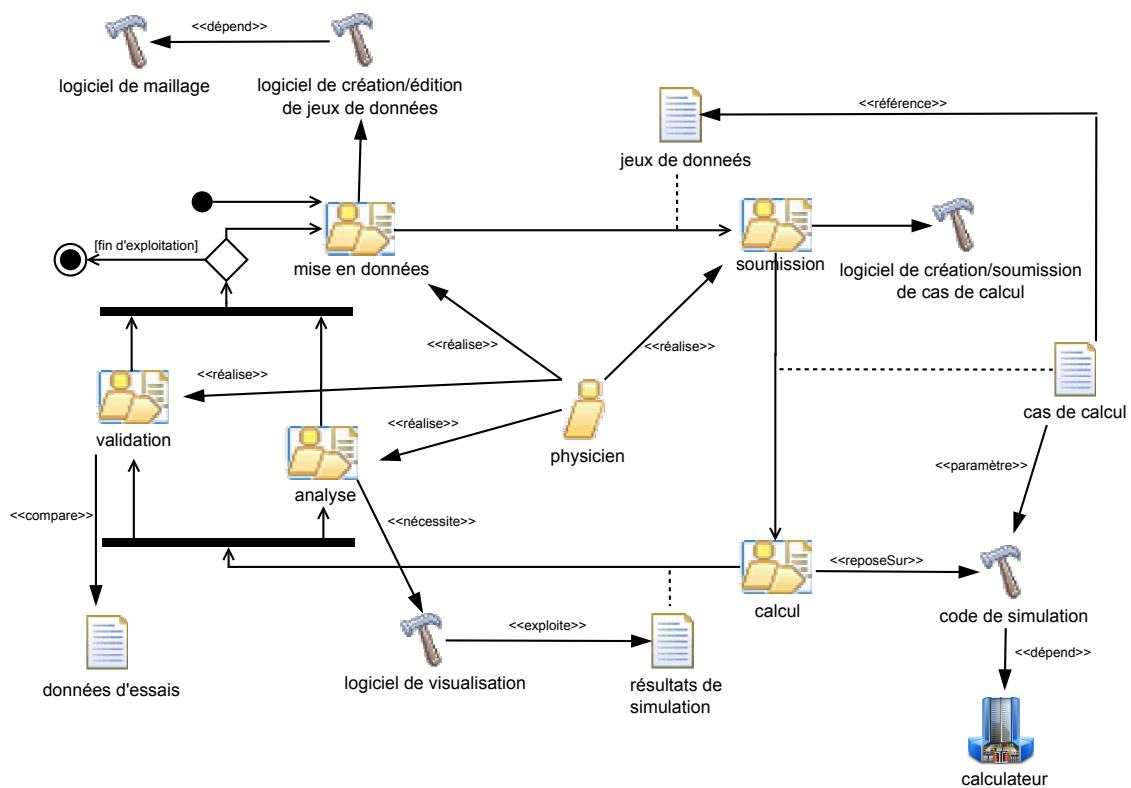 <<dépend>>
logiciel de maillage
logiciel de création/édition
de jeux de données
<<référence>>
jeux de donneés
[fin d'exploitation]
mise en données
soumission
logiciel de création/soumission
de cas de calcul
<<réalise>>
<<réalise>>
<<réalise>>
cas de calcul
<<réalise>>
validation
physicien
analyse
<<paramètre>>
<<compare>>
<<nécessite>>
<<reposeSur>>
calcul
code de simulation
<<exploite>>
<<dépend>>
données d'essais
logiciel de visualisation
résultats de
simulation
calculateur